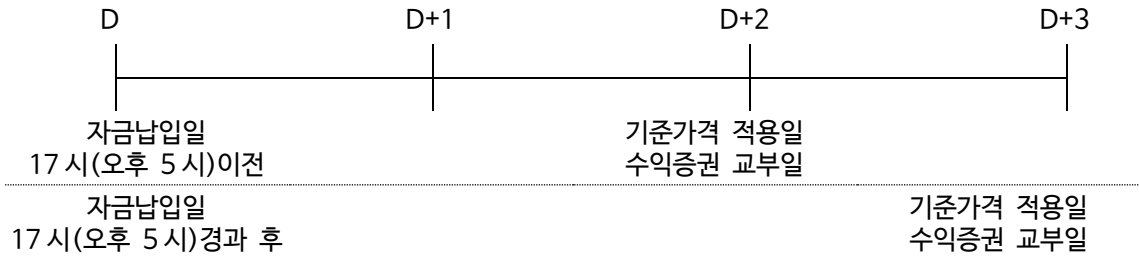 D D+1 D+2 D+3
자금납입일 기준가격 적용일
17시(오후 5시)이전 수익증권 교부일
자금납입일 기준가격 적용일
17시(오후 5시)경과 후 수익증권 교부일